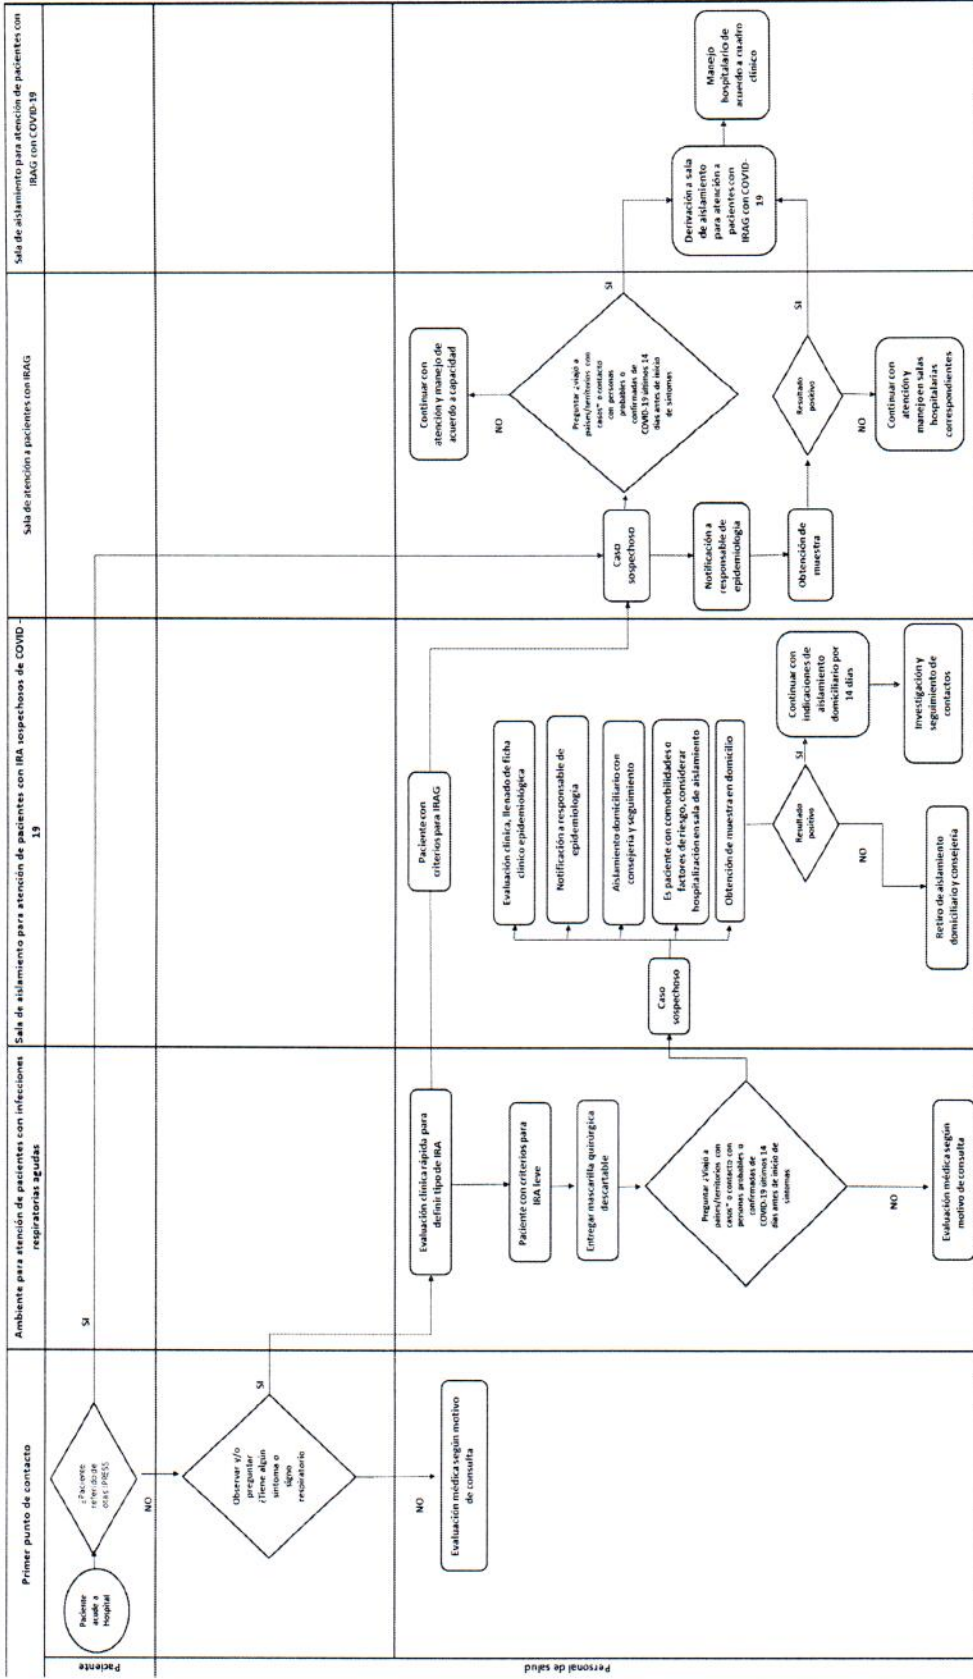 Primer punto de contacto
Ambiente para atención de pacientes con infecciones
respiratorias agudas
Sala de aislamiento para atención de pacientes con IRA sospechosos de COVID-
19
Sala de atención a pacientes con IRAG
Sala de aislamiento para atención de pacientes con
IRAG con COVID-19
Paciente
Paciente
acude a
Hospital
¿Paciente
referido de
otas IPRESS
SI
NO
Observar y/o
preguntar
¿Tiene algún
síntoma o
signo
respiratorio
SI
NO
Personal de salud
Evaluación médica según motivo
de consulta
Evaluación clínica rápida para
definir tipo de IRA
Paciente con criterios para
IRA leve
Entregar mascarilla quirúrgica
descartable
Preguntar ¿Viajó a
países/territorios con
casos* o contacto con
personas probables o
confirmadas de
COVID-19 últimos 14
días antes de inicio de
síntomas
NO
Evaluación médica según
motivo de consulta
Paciente con
criterios para IRAG
Caso
sospechoso
Evaluación clínica, llenado de ficha
clínico epidemiológica
Notificación a responsable de
epidemiología
Aislamiento domiciliario con
consejería y seguimiento
Es paciente con comorbilidades o
factores de riesgo, considerar
hospitalización en sala de aislamiento
Obtención de muestra en domicilio
Resultado
positivo
SI
NO
Continuar con
indicaciones de
aislamiento
domiciliario por
14 días
Investigación y
seguimiento de
contactos
Retiro de aislamiento
domiciliario y consejería
Caso
sospechoso
Notificación a
responsable de
epidemiología
Obtención de
muestra
Continuar con
atención y manejo de
acuerdo a capacidad
NO
Preguntar ¿viajó a
países/territorios con
casos* o contacto
con personas
probables o
confirmadas de
COVID-19 últimos 14
días antes de inicio
de síntomas
SI
Resultado
positivo
SI
NO
Continuar con
atención y
manejo en salas
hospitalarias
correspondientes
Derivación a sala
de aislamiento
para atención a
pacientes con
IRAG con COVID-
19
Manejo
hospitalario de
acuerdo a cuadro
clínico